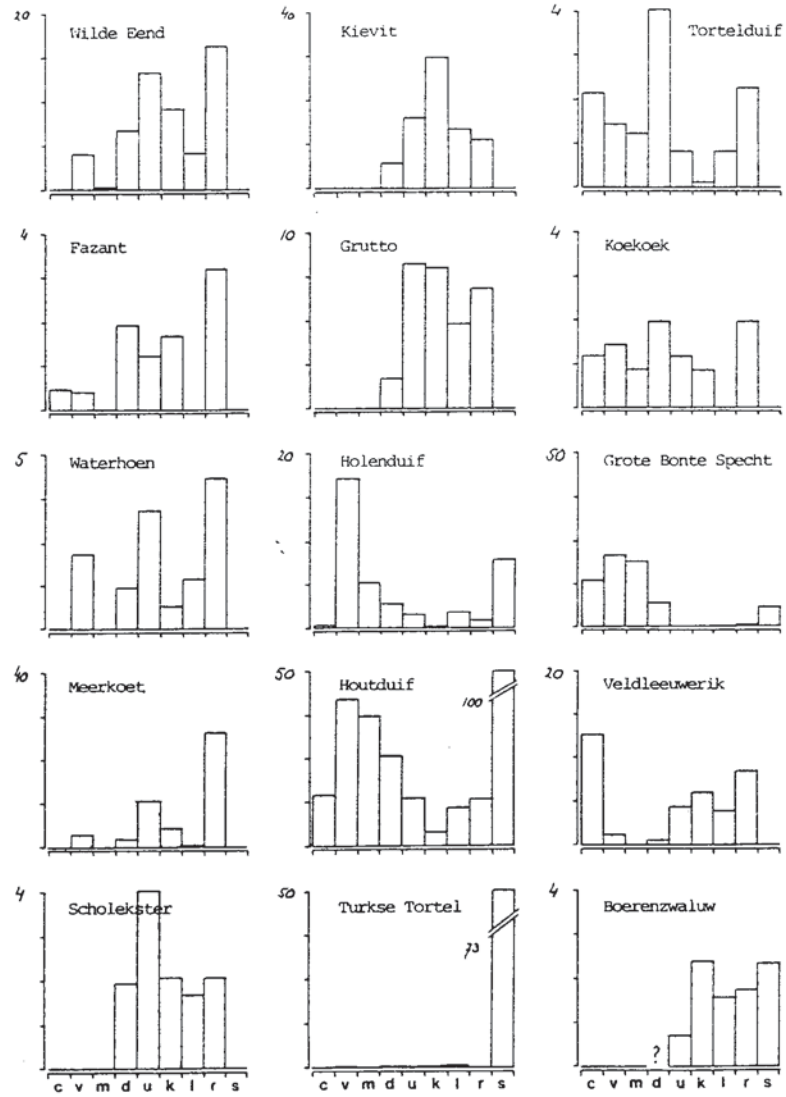 20
Wilde Eend
40
Kievit
4
Tortelduif
4
Fazant
10
Grutto
4
Koekoek
5
Waterhoen
20
Holenduif
50
Grote Bonte Specht
40
Meerkoet
50
Houtduif
100
20
Veldleeuwerik
4
Scholekster
50
Turkse Tortel
73
4
Boerenzwaluw
?
c v m d u k l r s
c v m d u k l r s
c v m d u k l r s